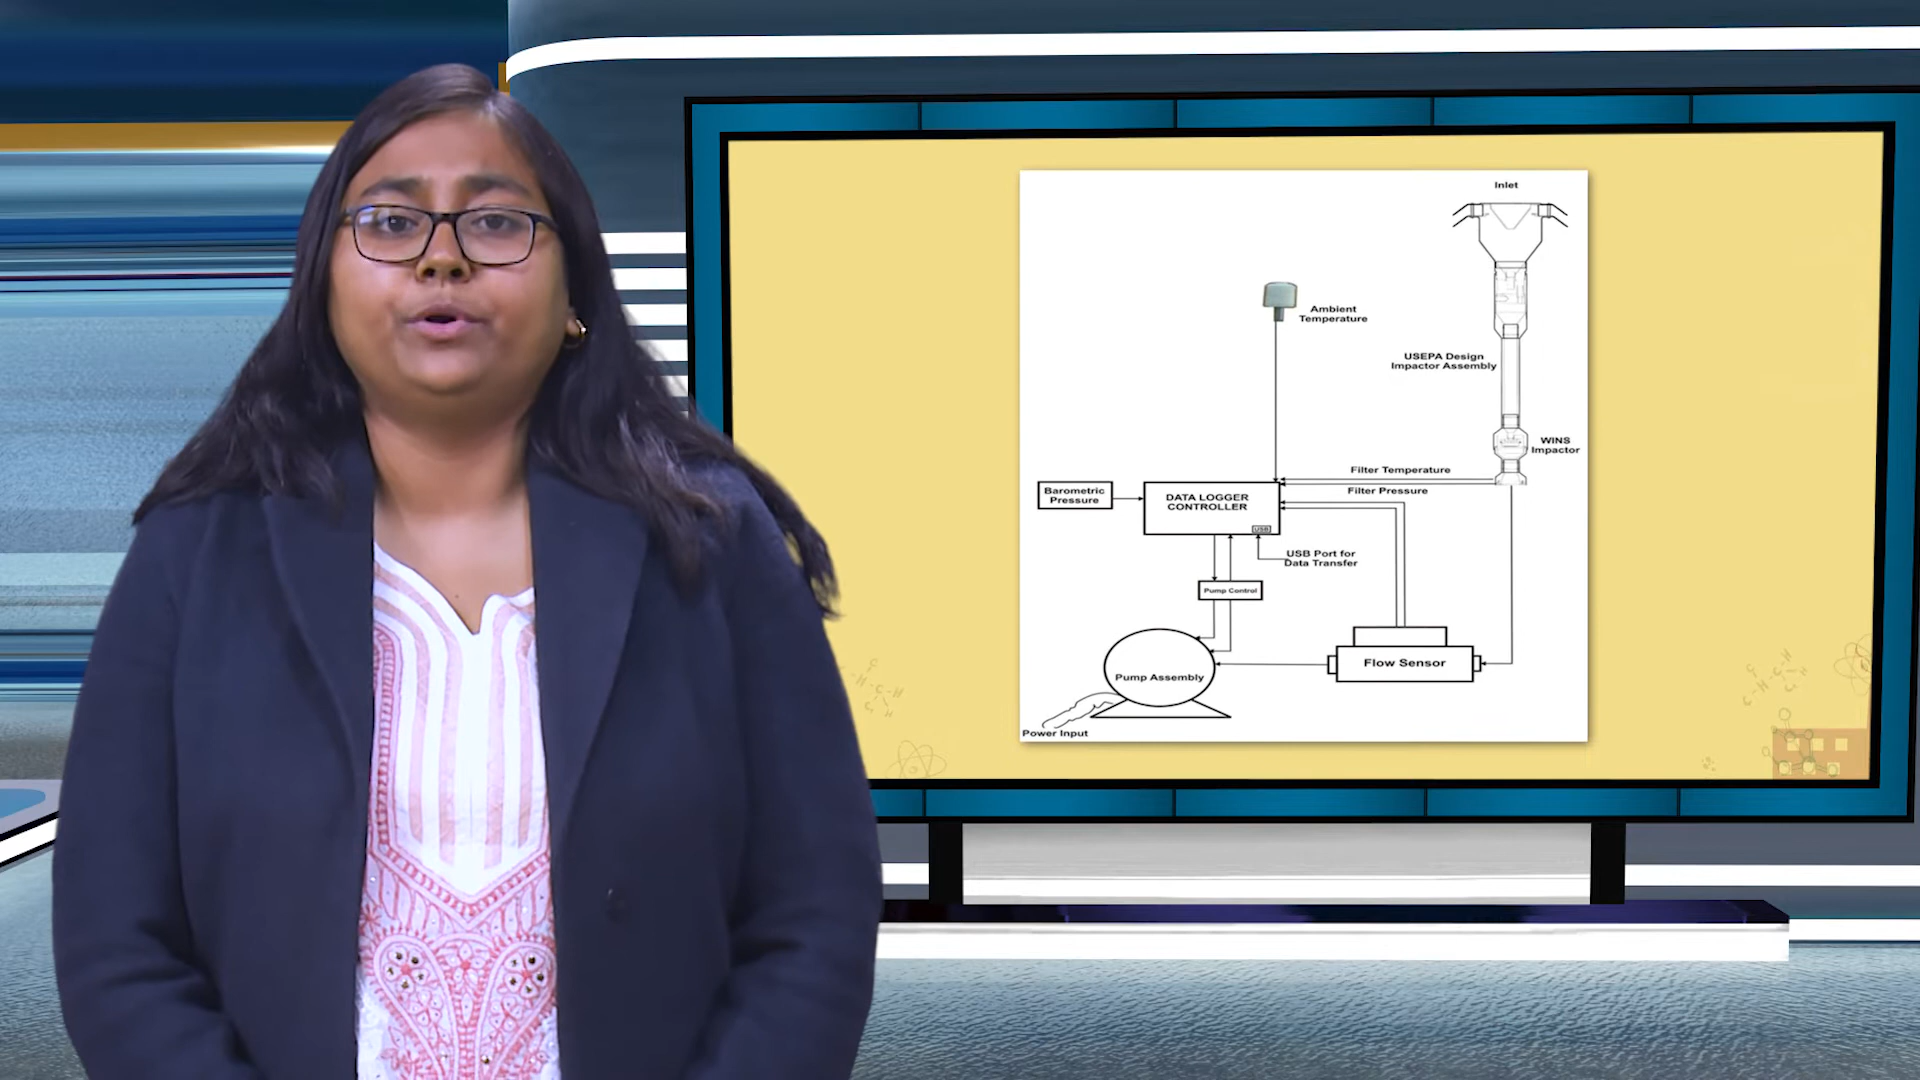 Inlet
Ambient
Temperature
USEPA Design
Impactor Assembly
WINS
Impactor
Filter Temperature
Filter Pressure
Barometric
Pressure
DATA LOGGER
CONTROLLER
USB
USB Port for
Data Transfer
Pump Control
Flow Sensor
Pump Assembly
Power Input